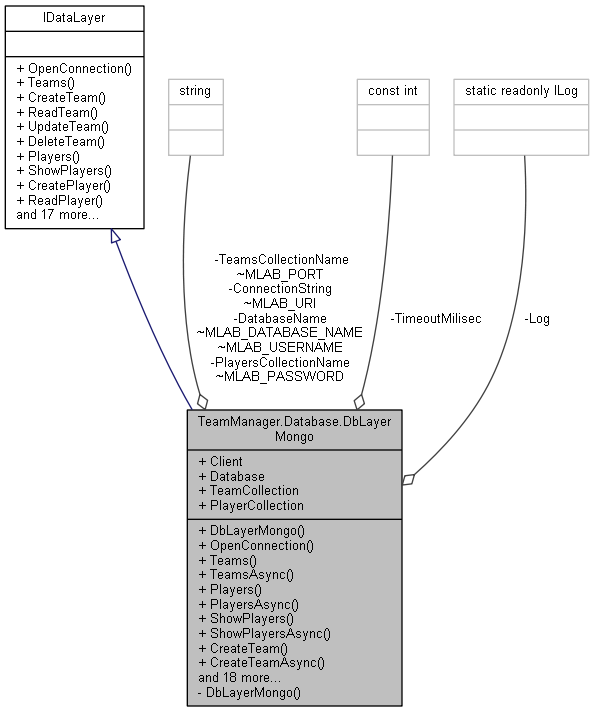 IDataLayer
+ OpenConnection()
+ Teams()
+ CreateTeam()
+ ReadTeam()
+ UpdateTeam()
+ DeleteTeam()
+ Players()
+ ShowPlayers()
+ CreatePlayer()
+ ReadPlayer()
and 17 more...
string
const int
static readonly ILog
-TeamsCollectionName
~MLAB_PORT
-ConnectionString
~MLAB_URI
-DatabaseName
~MLAB_DATABASE_NAME
~MLAB_USERNAME
-PlayersCollectionName
~MLAB_PASSWORD
-TimeoutMilisec
-Log
TeamManager.Database.DbLayer
Mongo
+ Client
+ Database
+ TeamCollection
+ PlayerCollection
+ DbLayerMongo()
+ OpenConnection()
+ Teams()
+ TeamsAsync()
+ Players()
+ PlayersAsync()
+ ShowPlayers()
+ ShowPlayersAsync()
+ CreateTeam()
+ CreateTeamAsync()
and 18 more...
- DbLayerMongo()